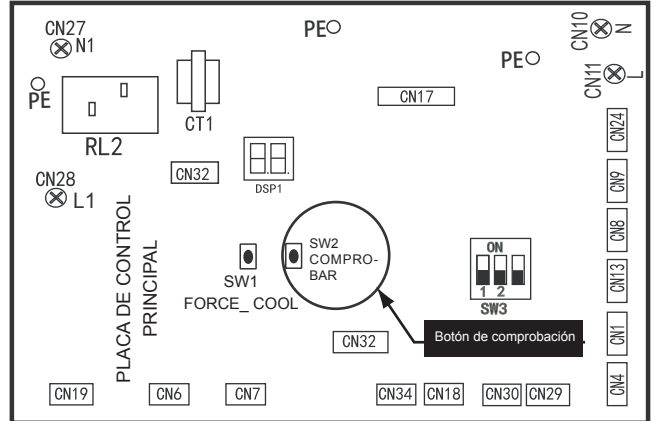 CN27
N1
PE
PE
CN10
N
PE
CN11
L
RL2
CT1
CN17
CN24
CN28
L1
CN32
DSP1
CN9
CN8
PLACA DE CONTROL
PRINCIPAL
SW1
FORCE_ COOL
SW2
COMPRO-
BAR
ON
1 2
SW3
CN13
CN32
Botón de comprobación
CN1
CN4
CN19
CN6
CN7
CN34
CN18
CN30
CN29